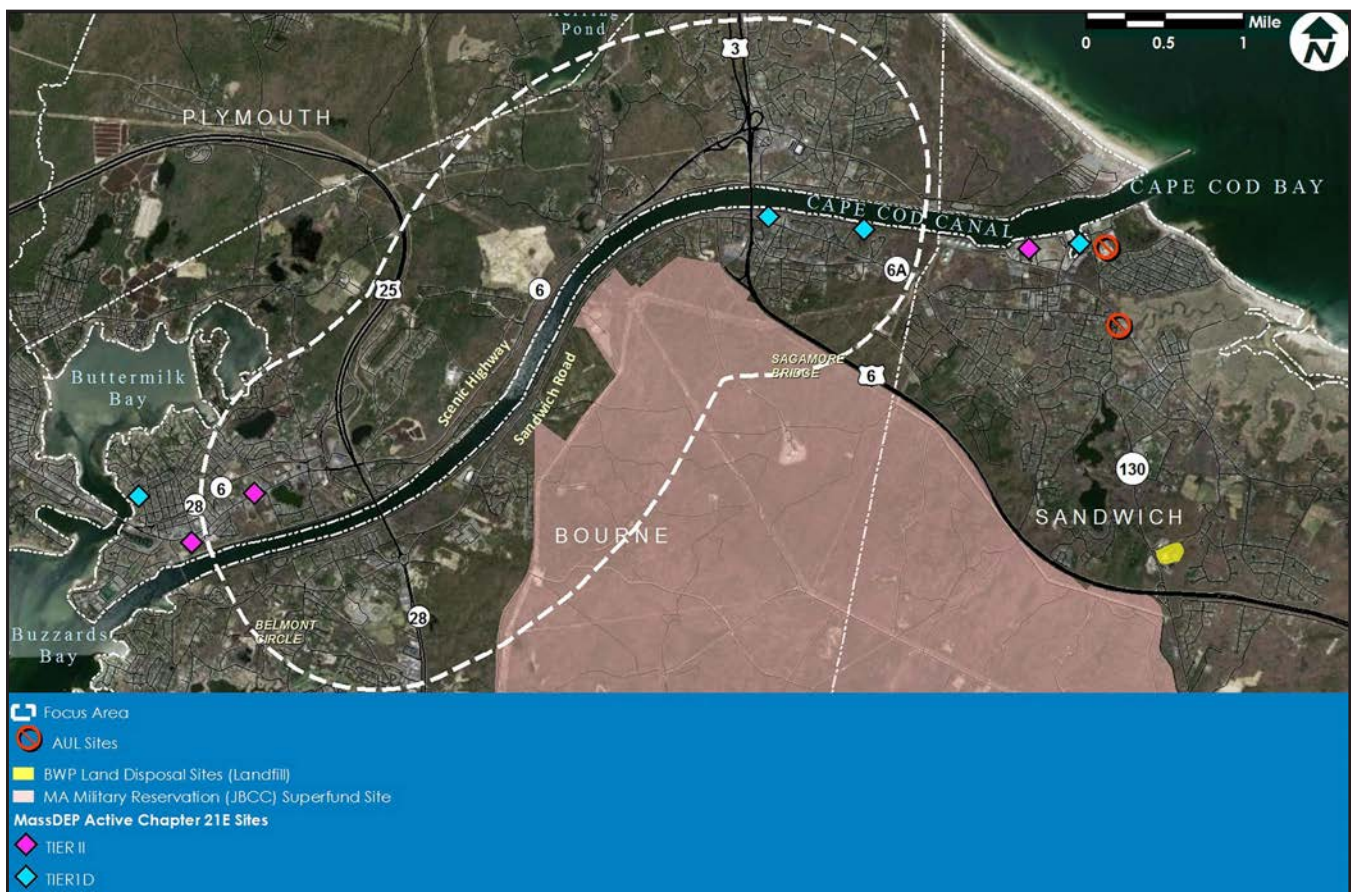 Herring
Pond
3
Mile
0 0.5 1
N
PLYMOUTH
CAPE COD BAY
CAPE COD CANAL
6A
25
6
Buttermilk
Bay
Scenic Highway
Sandwich Road
SAGAMORE
BRIDGE
6
130
6
28
SANDWICH
BOURNE
28
BELMONT
CIRCLE
Buzzards
Bay
Focus Area
AUL Sites
BWP Land Disposal Sites (Landfill)
MA Military Reservation (JBCC) Superfund Site
MassDEP Active Chapter 21E Sites
TIER II
TIER1D